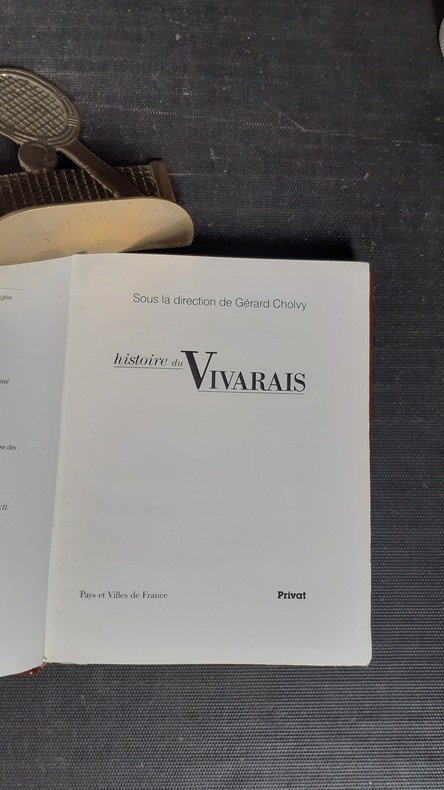 Sous la direction de Gérard Cholvy
histoire du VIVARAIS
Pays et Villes de France
Privat